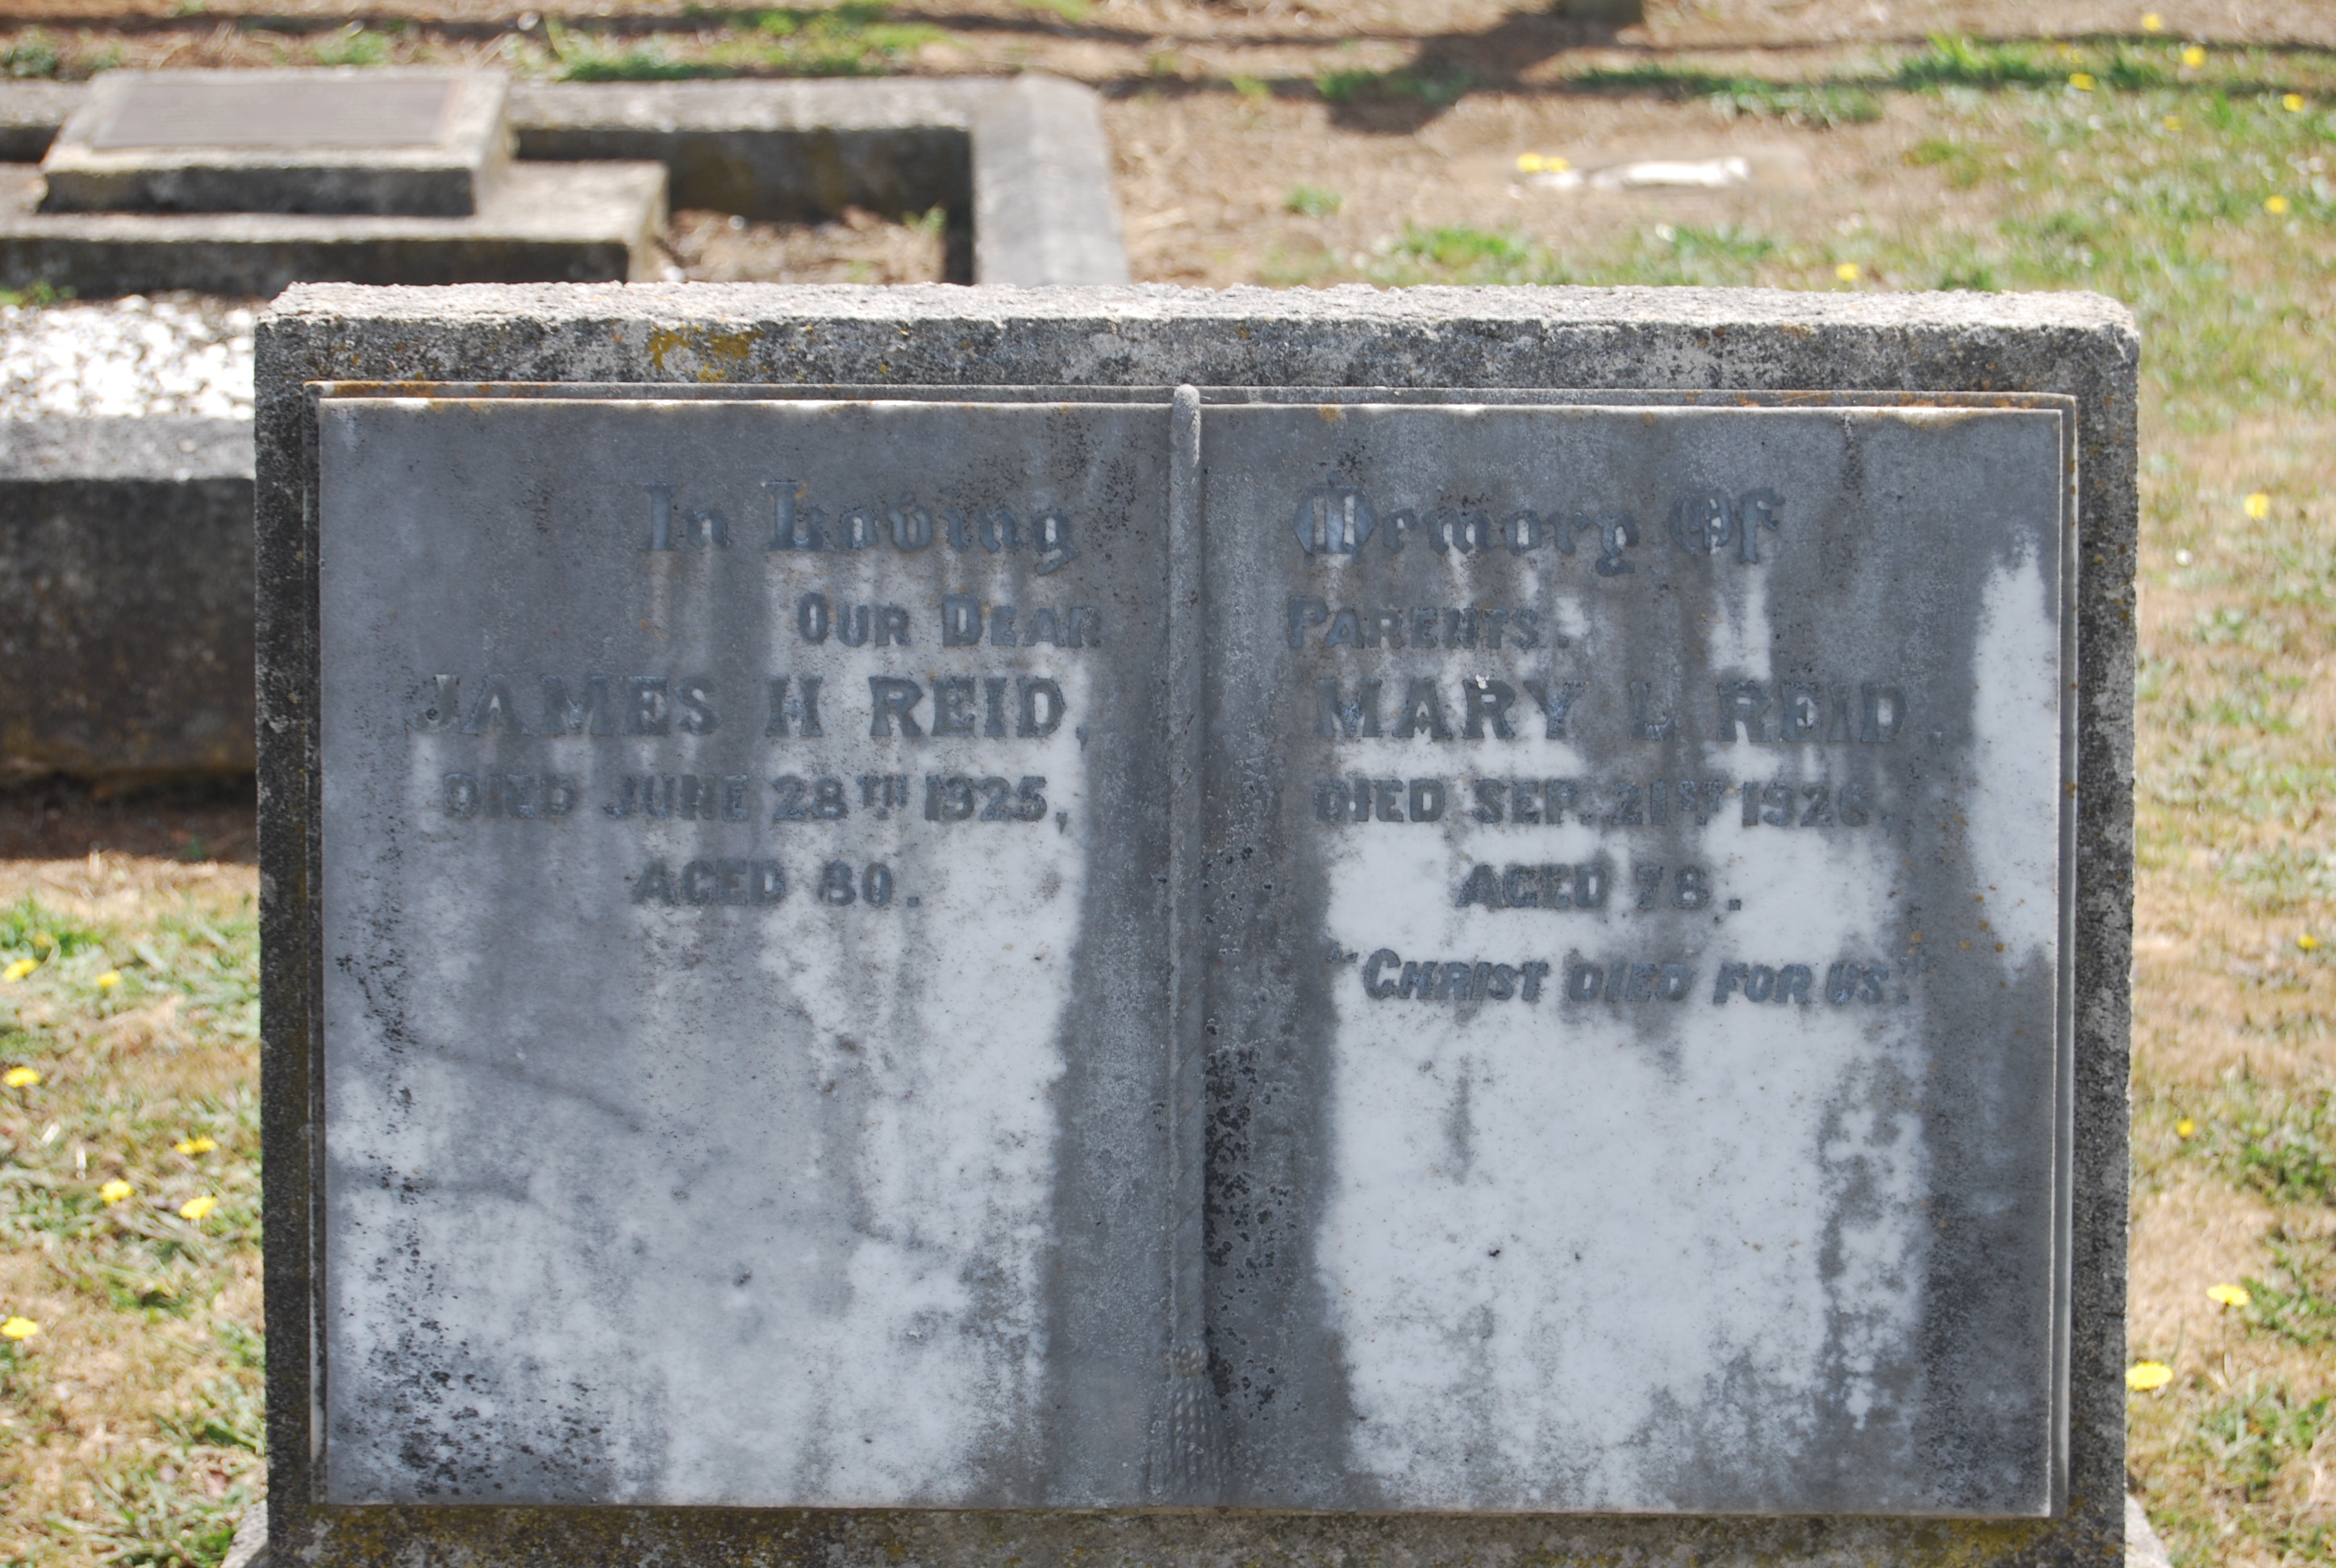 In Loving Memory Of
OUR DEAR PARENTS.
JAMES H REID,
DIED JUNE 28TH 1925,
AGED 80.
MARY L REID.
DIED SEP. 21ST 1926,
AGED 78.
"CHRIST DIED FOR US."